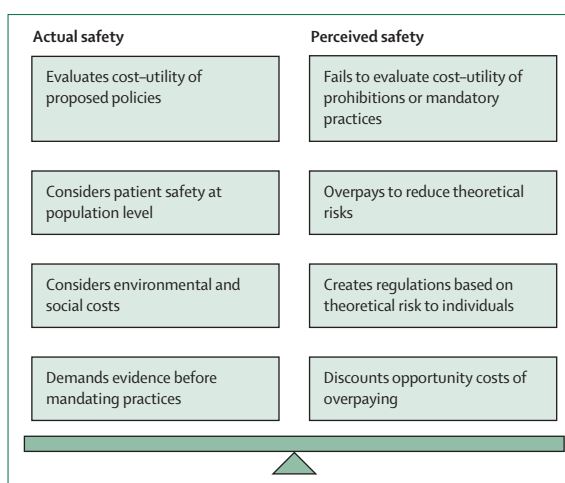 Actual safety
Evaluates cost–utility of
proposed policies
Considers patient safety at
population level
Considers environmental and
social costs
Demands evidence before
mandating practices
Perceived safety
Fails to evaluate cost–utility of
prohibitions or mandatory
practices
Overpays to reduce theoretical
risks
Creates regulations based on
theoretical risk to individuals
Discounts opportunity costs of
overpaying